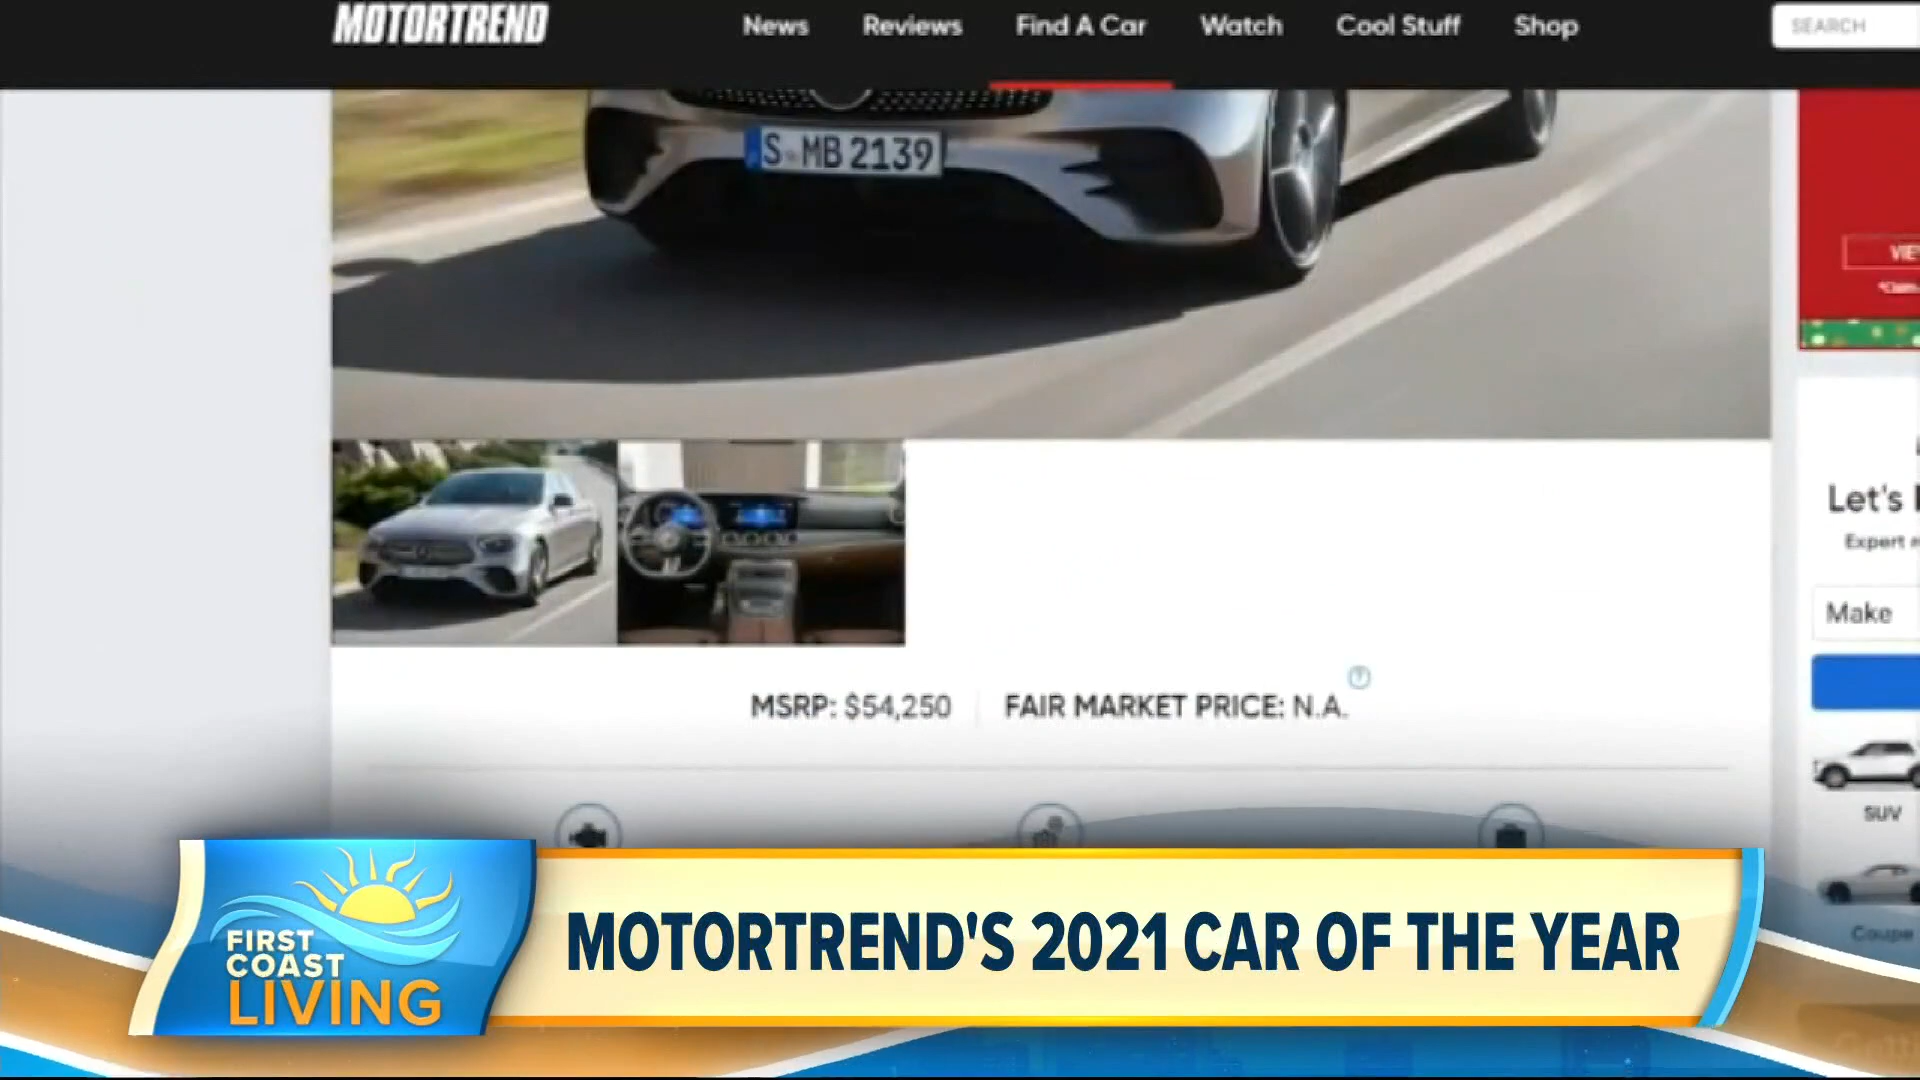 MOTORTREND
News Reviews Find A Car Watch Cool Stuff Shop
SEARCH
S MB 2139
Let's
Expert
Make
MSRP: $54,250 FAIR MARKET PRICE: N.A.
SUV
Coupe
FIRST
COAST
LIVING
MOTORTREND'S 2021 CAR OF THE YEAR